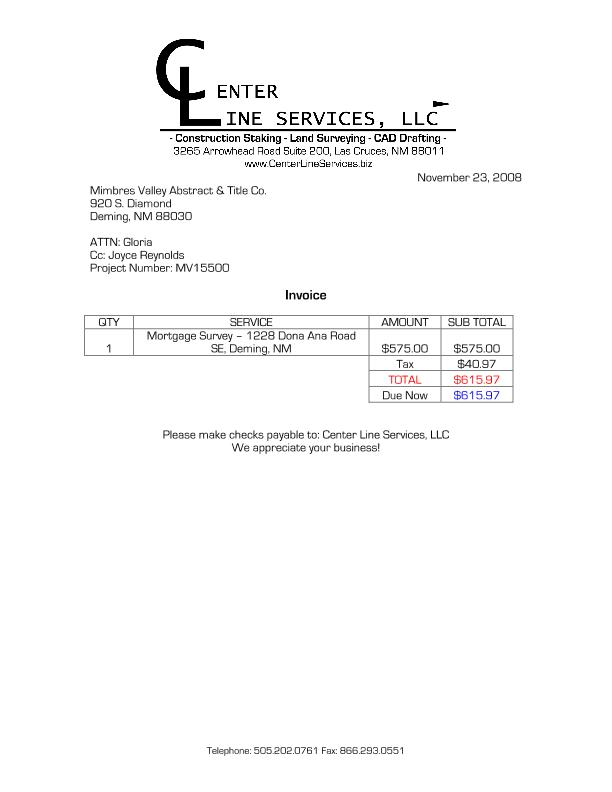 CENTER
LINE SERVICES, LLC
- Construction Staking - Land Surveying - CAD Drafting -
3265 Arrowhead Road Suite 200, Las Cruces, NM 88011
www.CenterLineServices.biz
November 23, 2008
Mimbres Valley Abstract & Title Co.
920 S. Diamond
Deming, NM 88030
ATTN: Gloria
Cc: Joyce Reynolds
Project Number: MV15500
Invoice
QTY SERVICE AMOUNT SUB TOTAL
Mortgage Survey – 1228 Dona Ana Road
1 SE, Deming, NM $575.00 $575.00
Tax $40.97
TOTAL $615.97
Due Now $615.97
Please make checks payable to: Center Line Services, LLC
We appreciate your business!
Telephone: 505.202.0761 Fax: 866.293.0551